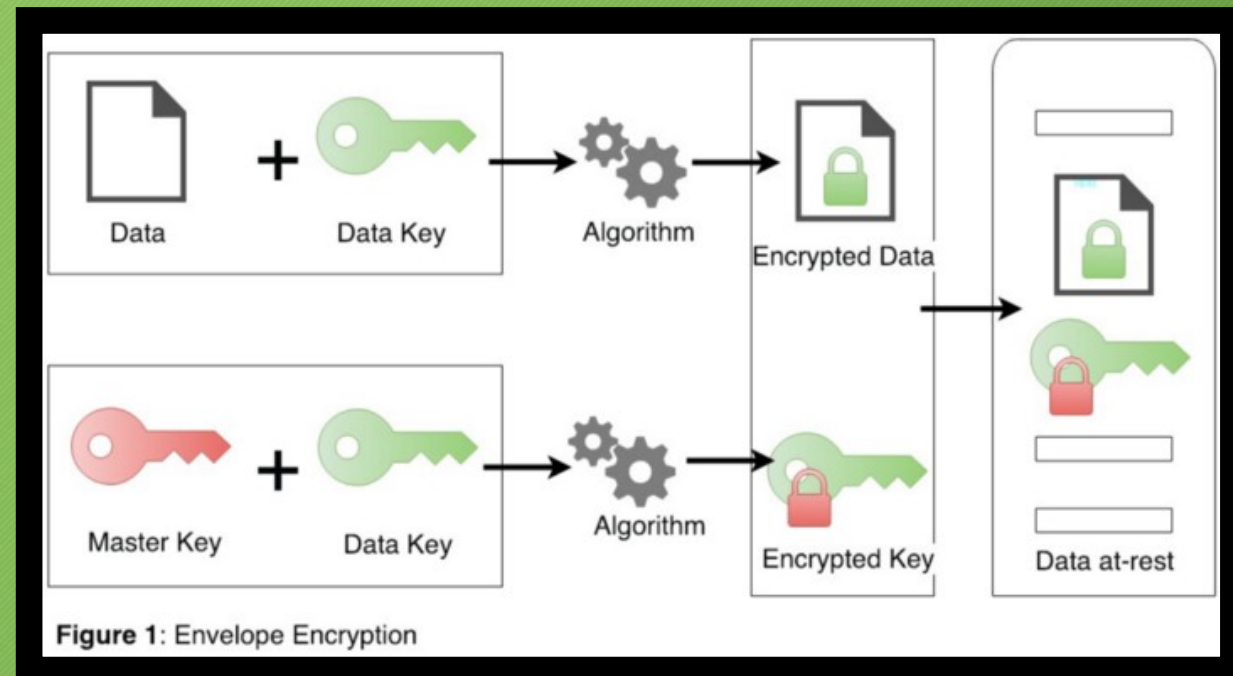 Data
Data Key
Algorithm
Encrypted Data
Master Key
Data Key
Algorithm
Encrypted Key
Data at-rest
Figure 1: Envelope Encryption